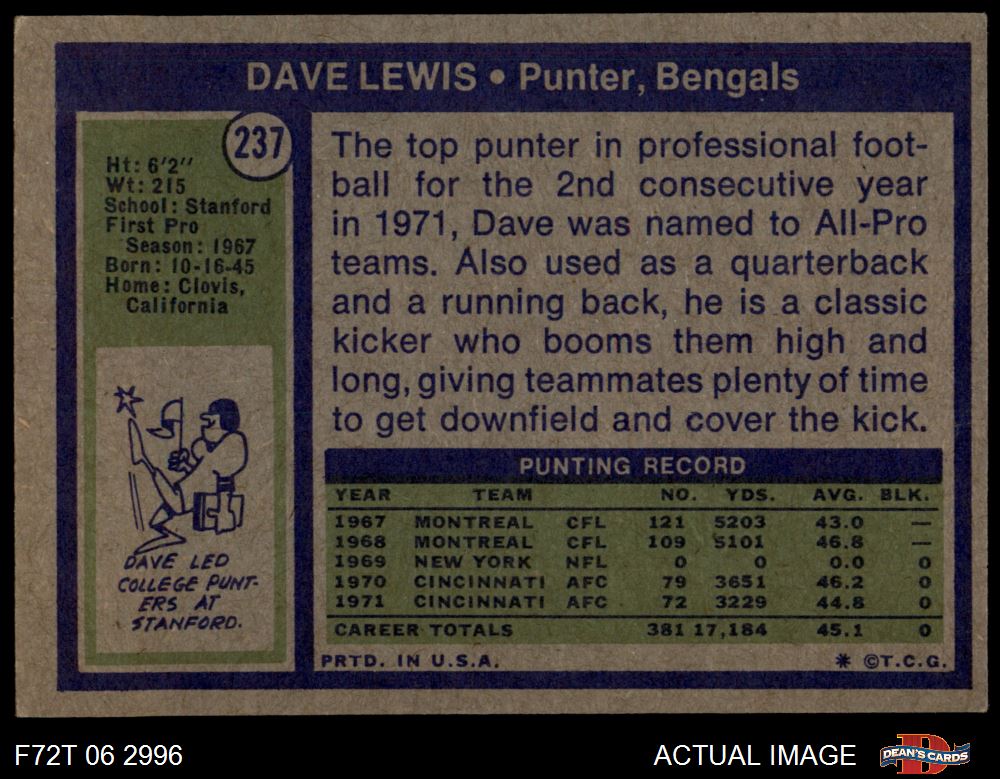 DAVE LEWIS • Punter, Bengals
237
Ht: 6'2"
Wt: 215
School: Stanford
First Pro
Season: 1967
Born: 10-16-45
Home: Clovis,
California
DAVE LED
COLLEGE PUNT-
ERS AT
STANFORD.
The top punter in professional foot-
ball for the 2nd consecutive year
in 1971, Dave was named to All-Pro
teams. Also used as a quarterback
and a running back, he is a classic
kicker who booms them high and
long, giving teammates plenty of time
to get downfield and cover the kick.
PUNTING RECORD
YEAR TEAM NO. YDS. AVG. BLK.
1967 MONTREAL CFL 121 5203 43.0 —
1968 MONTREAL CFL 109 5101 46.8 —
1969 NEW YORK NFL 0 0 0.0 0
1970 CINCINNATI AFC 79 3651 46.2 0
1971 CINCINNATI AFC 72 3229 44.8 0
CAREER TOTALS 381 17,184 45.1 0
PRTD. IN U.S.A. * ©T.C.G.
F72T 06 2996
ACTUAL IMAGE
DEAN'S CARDS